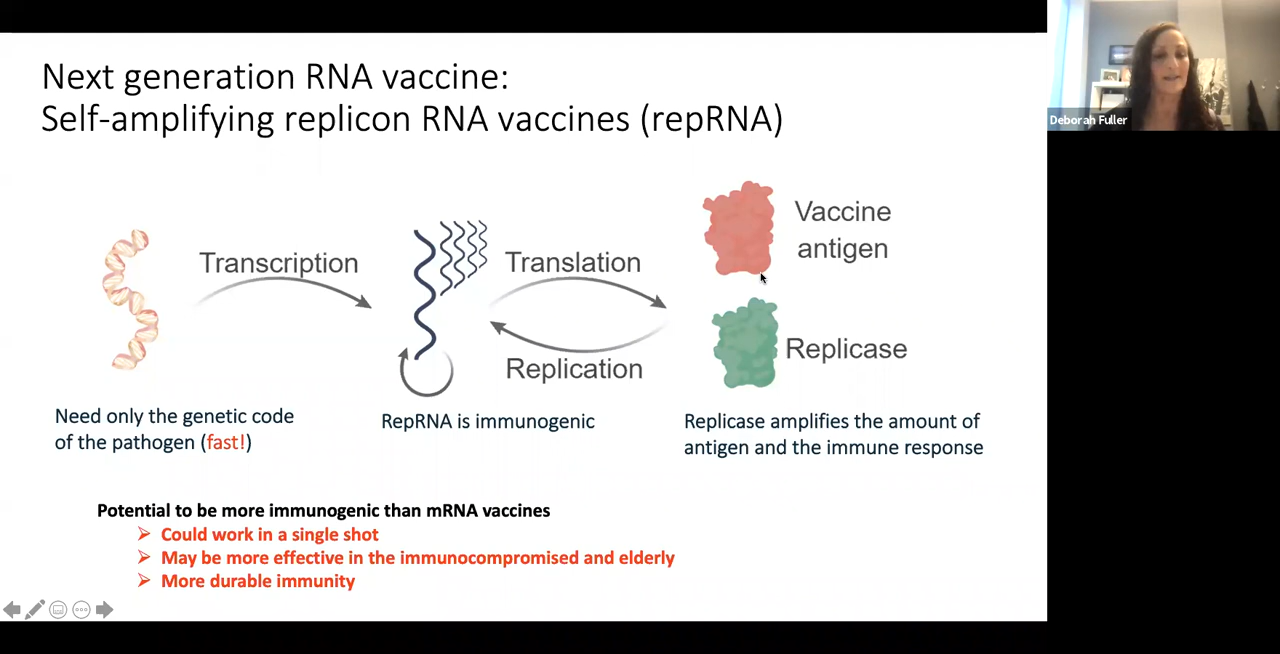 Next generation RNA vaccine:
Self-amplifying replicon RNA vaccines (repRNA)
Deborah Fuller
Transcription
Translation
Replication
Vaccine
antigen
Replicase
Need only the genetic code
of the pathogen (fast!)
RepRNA is immunogenic
Replicase amplifies the amount of
antigen and the immune response
Potential to be more immunogenic than mRNA vaccines
➢ Could work in a single shot
➢ May be more effective in the immunocompromised and elderly
➢ More durable immunity